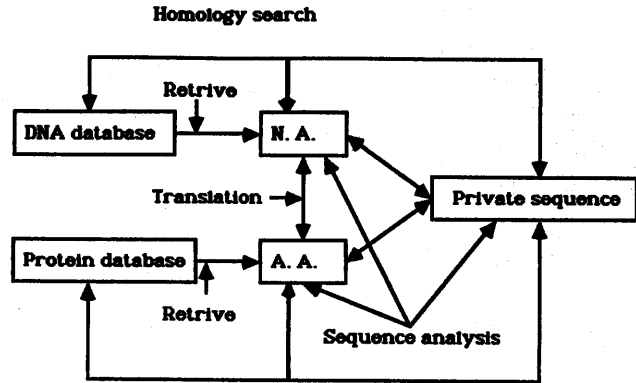 Homology search
Retrive
DNA database
N. A.
Translation
Private sequence
Protein database
A. A.
Retrive
Sequence analysis